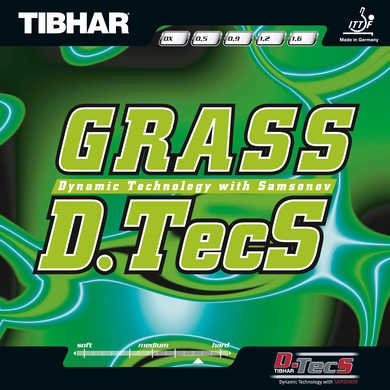 TIBHAR
OX 0,5 0,9 1,2 1,6
ITTF
Made in Germany
GRASS
Dynamic Technology with Samsonov
D.TecS
soft medium hard
D-TecS
TIBHAR
Dynamic Technology with SAMSONOV